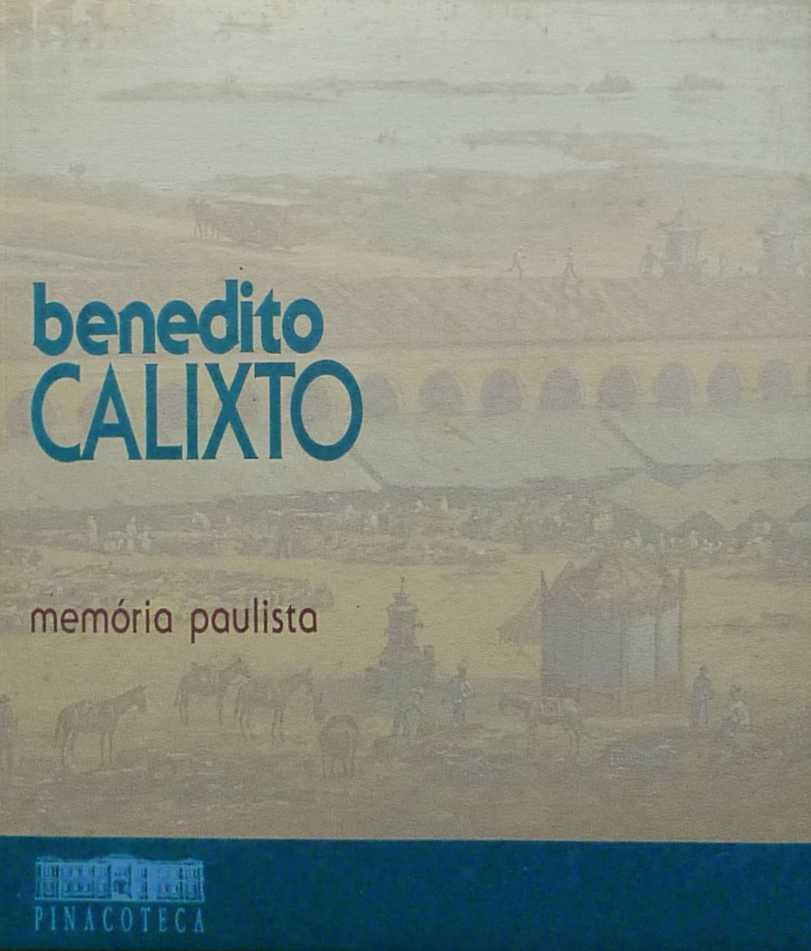 benedito
CALIXTO
memória paulista
PINACOTECA